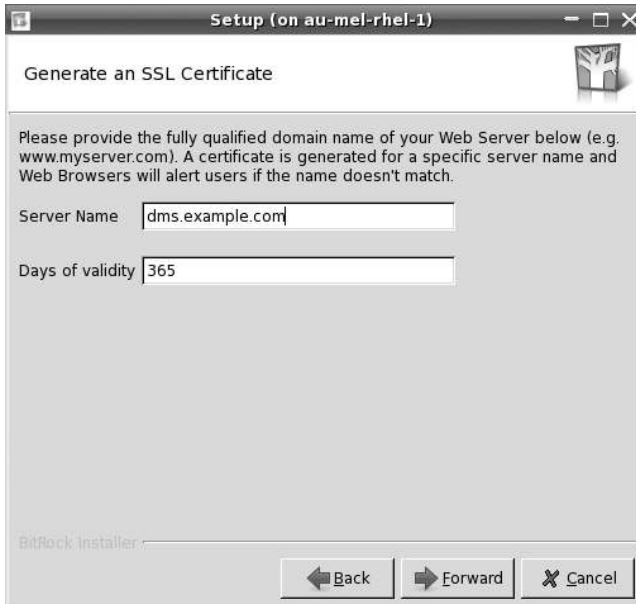 Setup (on au-mel-rhel-1)
Generate an SSL Certificate
Please provide the fully qualified domain name of your Web Server below (e.g.
www.myserver.com). A certificate is generated for a specific server name and
Web Browsers will alert users if the name doesn't match.
Server Name dms.example.com
Days of validity 365
BitRock Installer
Back Forward Cancel